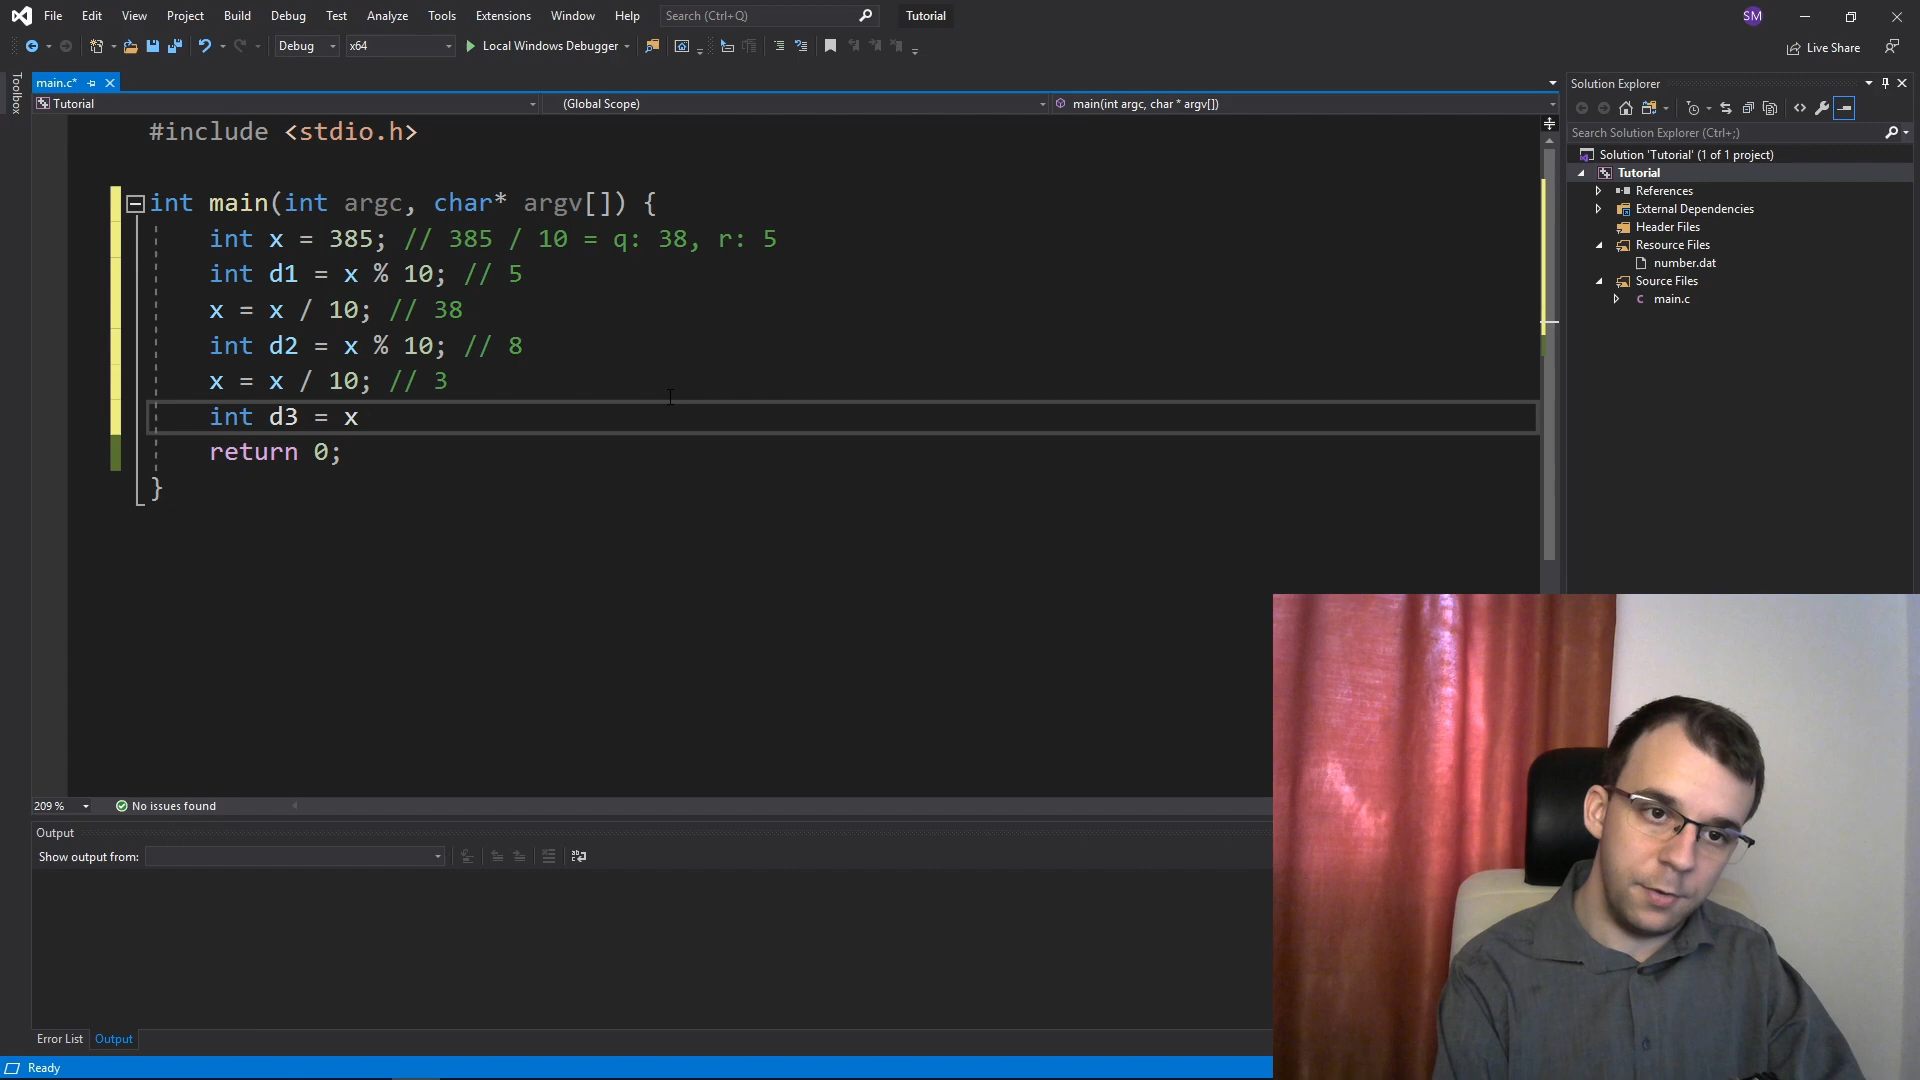 File Edit View Project Build Debug Test Analyze Tools Extensions Window Help Search (Ctrl+Q) Tutorial SM
Debug x64 Local Windows Debugger Live Share
Toolbox
main.c*
Tutorial (Global Scope) main(int argc, char * argv[])
#include <stdio.h>
int main(int argc, char* argv[]) {
int x = 385; // 385 / 10 = q: 38, r: 5
int d1 = x % 10; // 5
x = x / 10; // 38
int d2 = x % 10; // 8
x = x / 10; // 3
int d3 = x
return 0;
}
209 % No issues found
Output
Show output from:
Error List Output
Ready
Solution Explorer
Search Solution Explorer (Ctrl+;)
Solution 'Tutorial' (1 of 1 project)
Tutorial
References
External Dependencies
Header Files
Resource Files
number.dat
Source Files
main.c